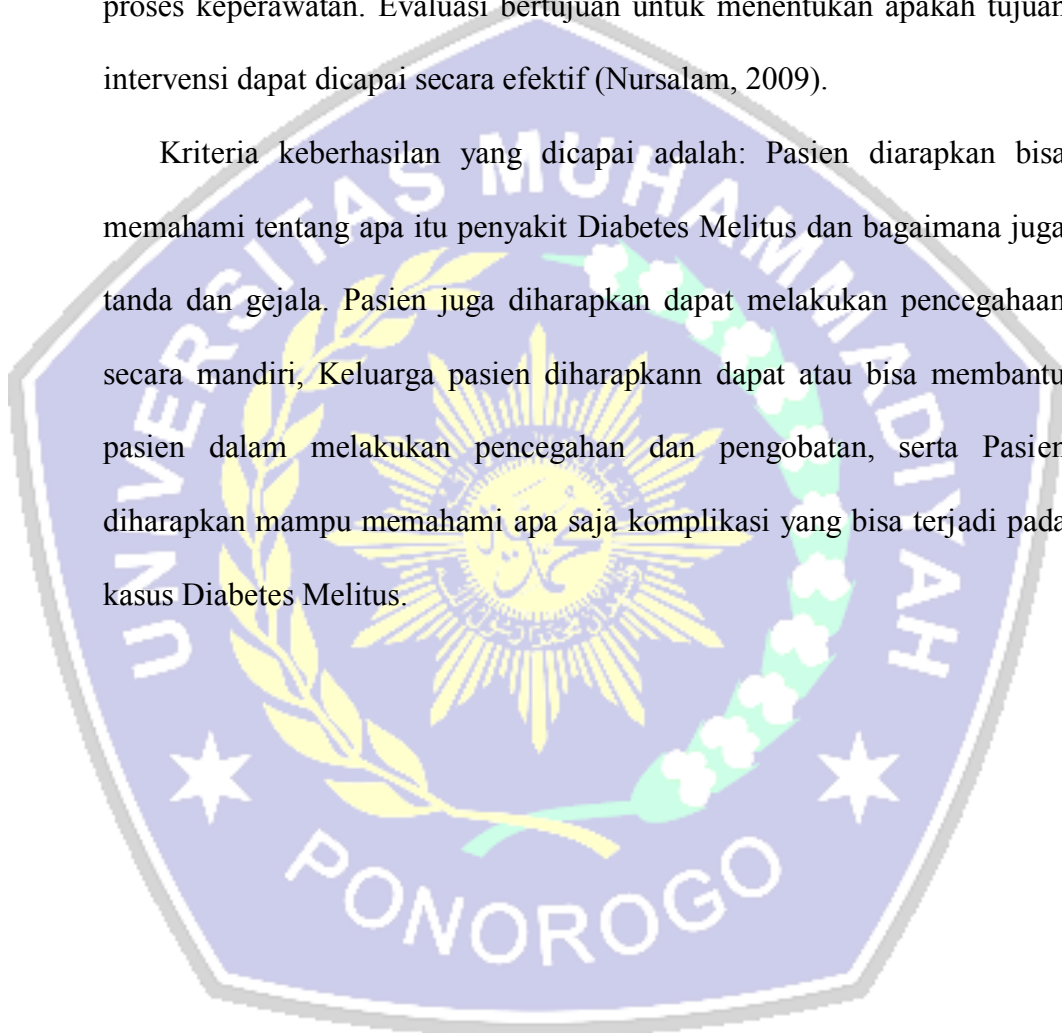 proses keperawatan. Evaluasi bertujuan untuk menentukan apakah tujuan
intervensi dapat dicapai secara efektif (Nursalam, 2009).
Kriteria keberhasilan yang dicapai adalah: Pasien diarapkan bisa
memahami tentang apa itu penyakit Diabetes Melitus dan bagaimana juga
tanda dan gejala. Pasien juga diharapkan dapat melakukan pencegahaan
secara mandiri, Keluarga pasien diharapkann dapat atau bisa membantu
pasien dalam melakukan pencegahan dan pengobatan, serta Pasien
diharapkan mampu memahami apa saja komplikasi yang bisa terjadi pada
kasus Diabetes Melitus.
UNIVERSITAS MUHAMMADIYAH
PONOROGO